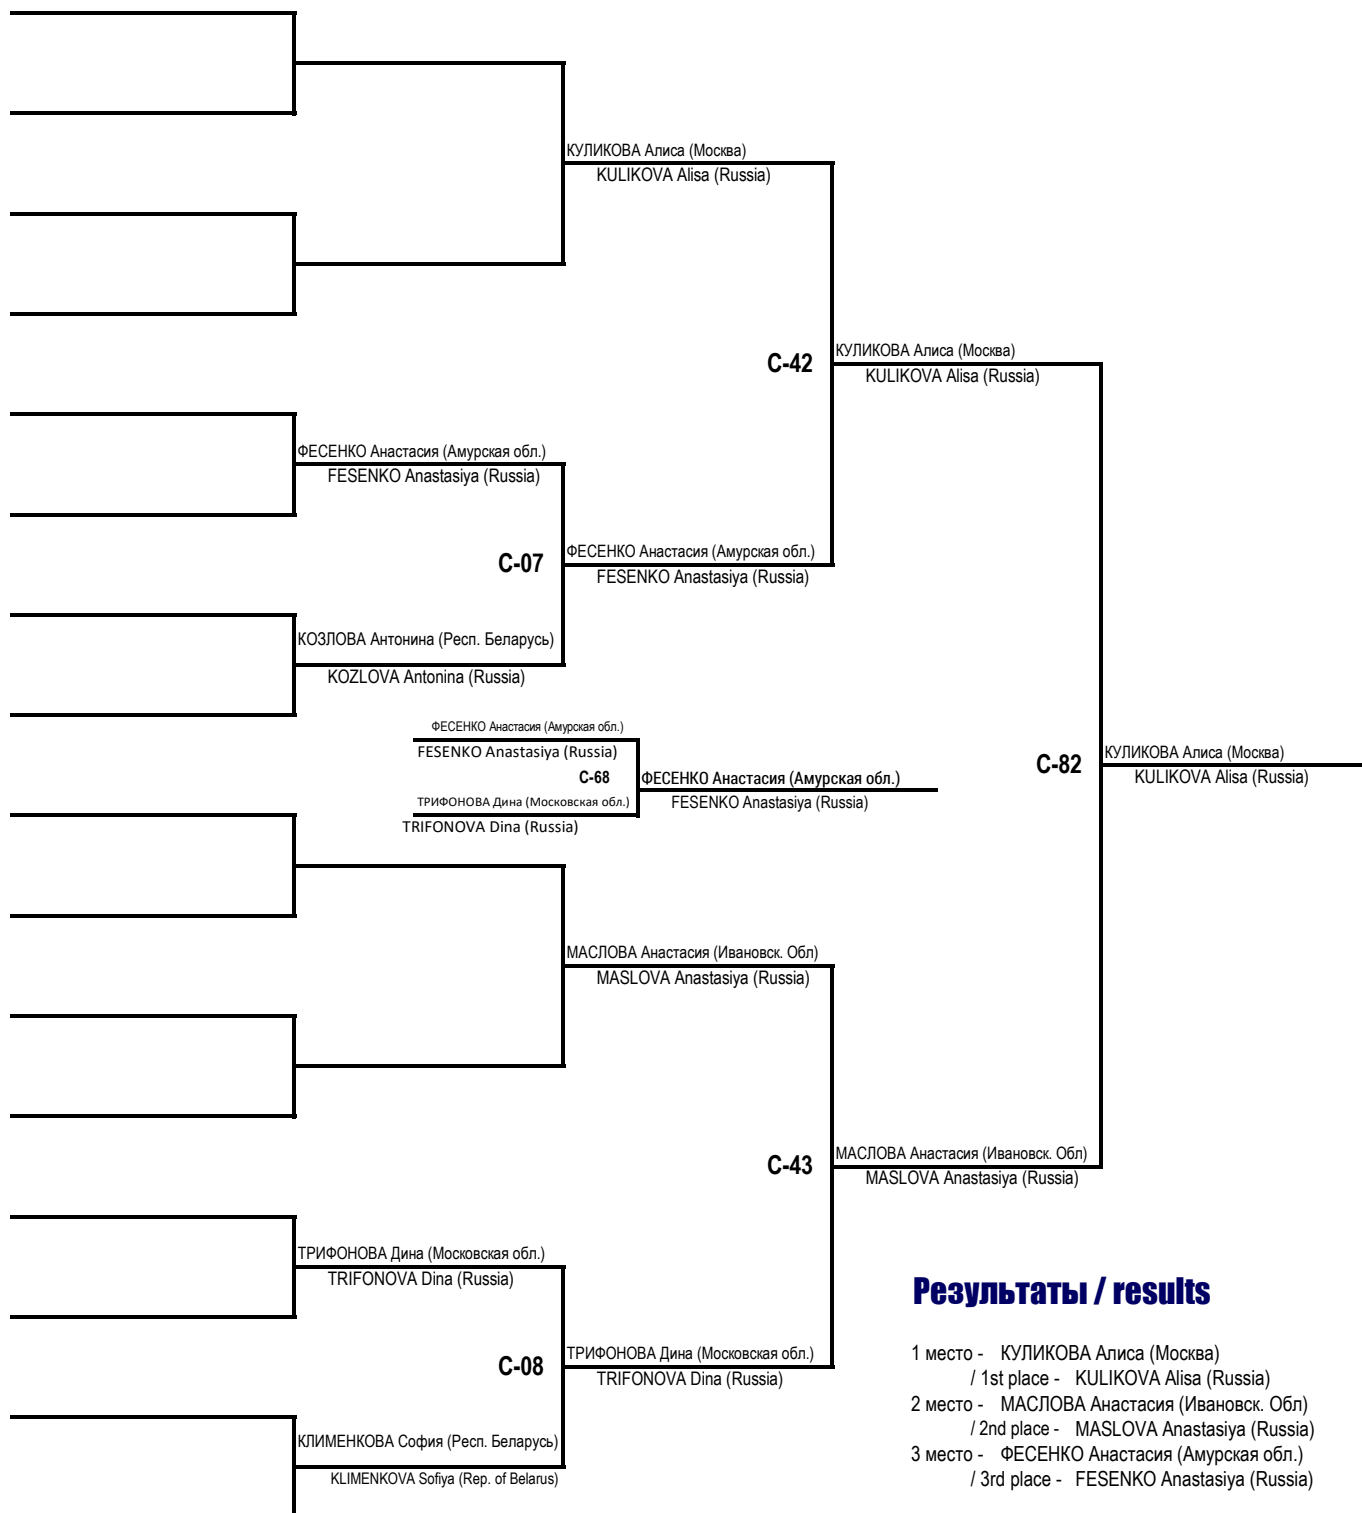 КУЛИКОВА Алиса (Москва)
KULIKOVA Alisa (Russia)
C-42
КУЛИКОВА Алиса (Москва)
KULIKOVA Alisa (Russia)
ФЕСЕНКО Анастасия (Амурская обл.)
FESENKO Anastasiya (Russia)
C-07
ФЕСЕНКО Анастасия (Амурская обл.)
FESENKO Anastasiya (Russia)
КОЗЛОВА Антонина (Респ. Беларусь)
KOZLOVA Antonina (Russia)
ФЕСЕНКО Анастасия (Амурская обл.)
FESENKO Anastasiya (Russia)
C-68
ФЕСЕНКО Анастасия (Амурская обл.)
FESENKO Anastasiya (Russia)
ТРИФОНОВА Дина (Московская обл.)
TRIFONOVA Dina (Russia)
C-82
КУЛИКОВА Алиса (Москва)
KULIKOVA Alisa (Russia)
МАСЛОВА Анастасия (Ивановск. Обл)
MASLOVA Anastasiya (Russia)
C-43
МАСЛОВА Анастасия (Ивановск. Обл)
MASLOVA Anastasiya (Russia)
ТРИФОНОВА Дина (Московская обл.)
TRIFONOVA Dina (Russia)
C-08
ТРИФОНОВА Дина (Московская обл.)
TRIFONOVA Dina (Russia)
КЛИМЕНКОВА София (Респ. Беларусь)
KLIMENKOVA Sofiya (Rep. of Belarus)
Результаты / results
1 место - КУЛИКОВА Алиса (Москва)
/ 1st place - KULIKOVA Alisa (Russia)
2 место - МАСЛОВА Анастасия (Ивановск. Обл)
/ 2nd place - MASLOVA Anastasiya (Russia)
3 место - ФЕСЕНКО Анастасия (Амурская обл.)
/ 3rd place - FESENKO Anastasiya (Russia)